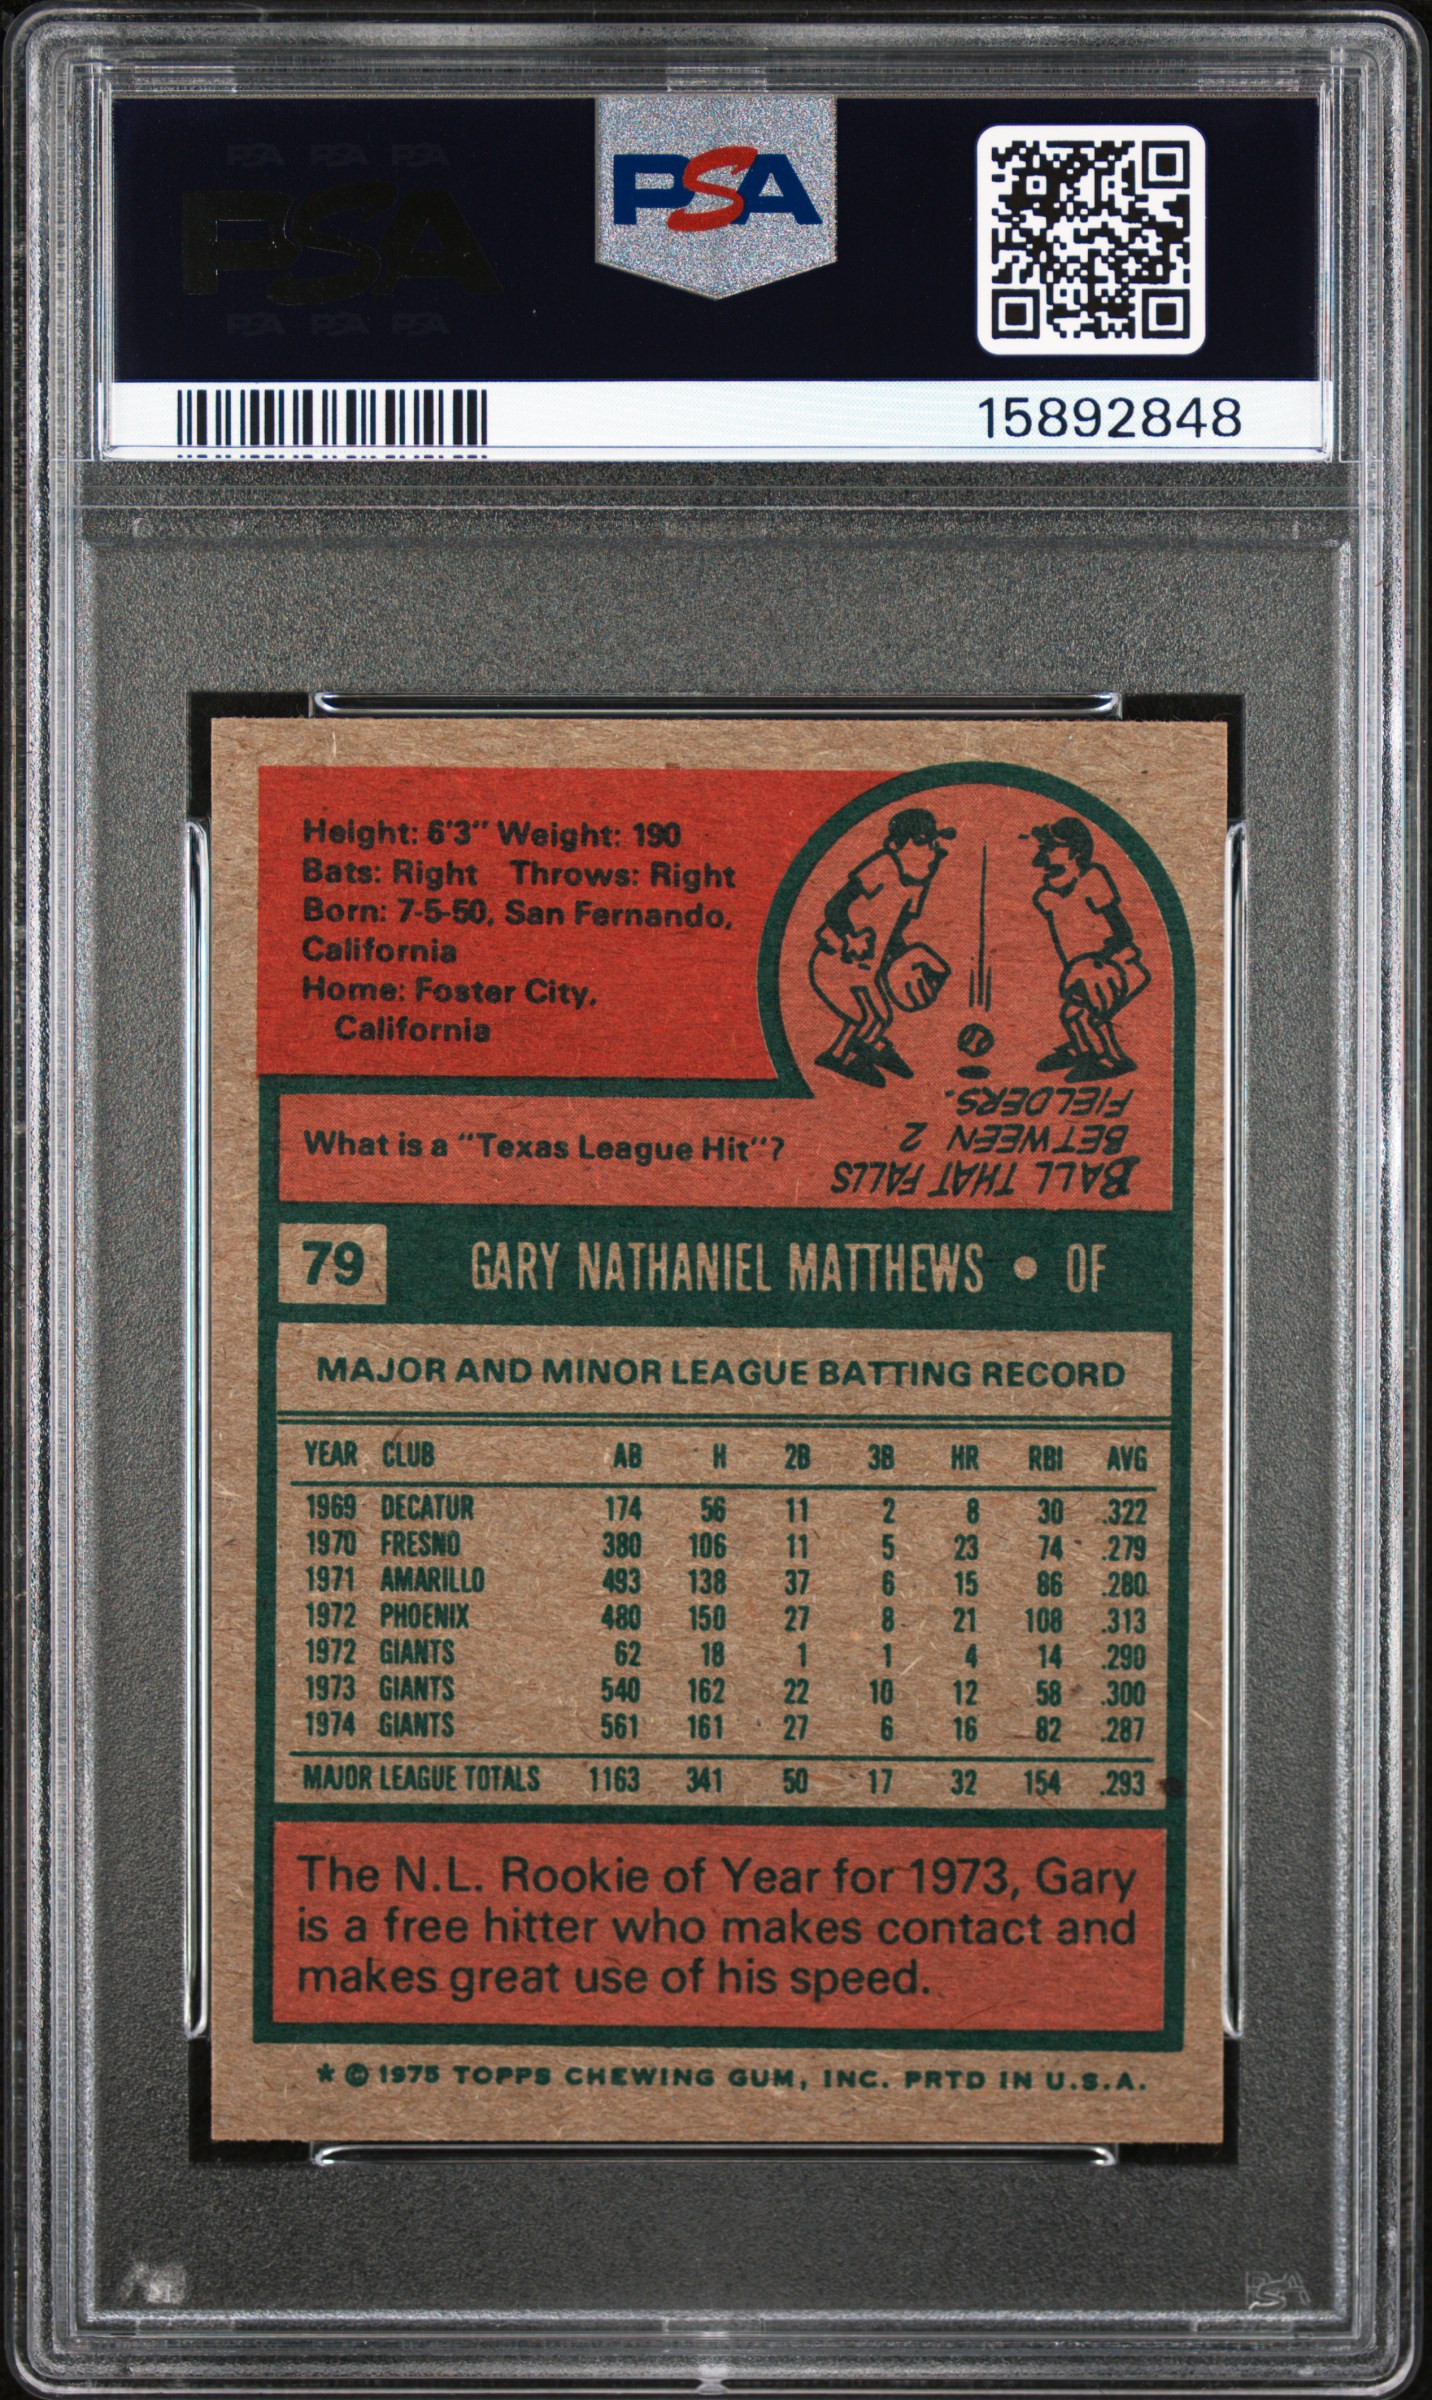 PSA PSA PSA
PSA
PSA PSA PSA
PSA
15892848
Height: 6'3" Weight: 190
Bats: Right Throws: Right
Born: 7-5-50, San Fernando,
California
Home: Foster City,
California
What is a "Texas League Hit"?
BALL THAT FALLS
BETWEEN 2
FIELDERS.
79 GARY NATHANIEL MATTHEWS • OF
MAJOR AND MINOR LEAGUE BATTING RECORD
YEAR CLUB AB H 2B 3B HR RBI AVG
1969 DECATUR 174 56 11 2 8 30 .322
1970 FRESNO 380 106 11 5 23 74 .279
1971 AMARILLO 493 138 37 6 15 86 .280
1972 PHOENIX 480 150 27 8 21 108 .313
1972 GIANTS 62 18 1 1 4 14 .290
1973 GIANTS 540 162 22 10 12 58 .300
1974 GIANTS 561 161 27 6 16 82 .287
MAJOR LEAGUE TOTALS 1163 341 50 17 32 154 .293
The N.L. Rookie of Year for 1973, Gary
is a free hitter who makes contact and
makes great use of his speed.
* © 1975 TOPPS CHEWING GUM, INC. PRTD IN U.S.A.
PSA